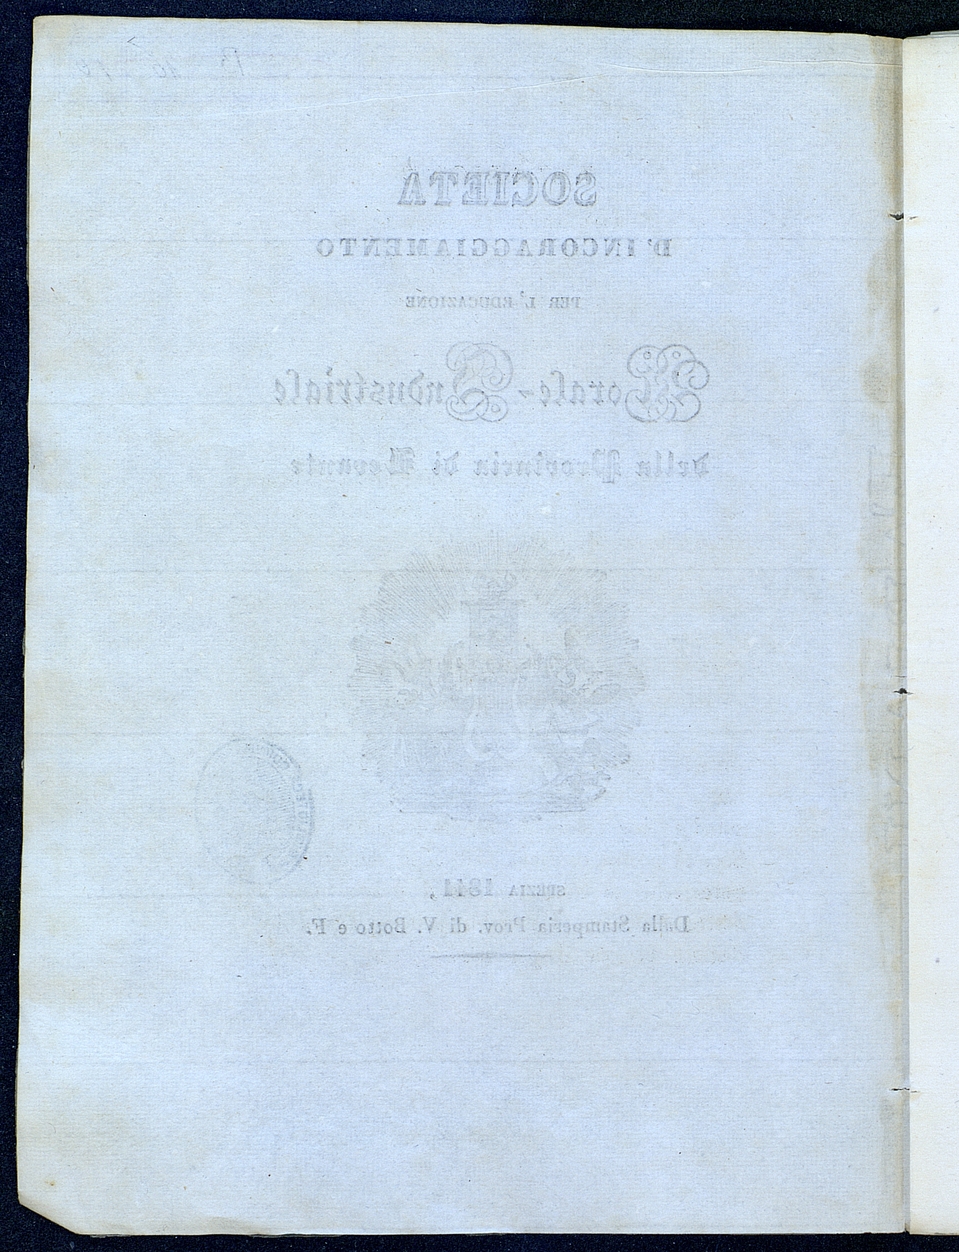 SOCIETÀ
D'INCORAGGIAMENTO
PER L'EDUCAZIONE
Morale-Industriale
della Provincia di Levante
SPEZIA 1841,
Dalla Stamperia Prov. di V. Botto e F.